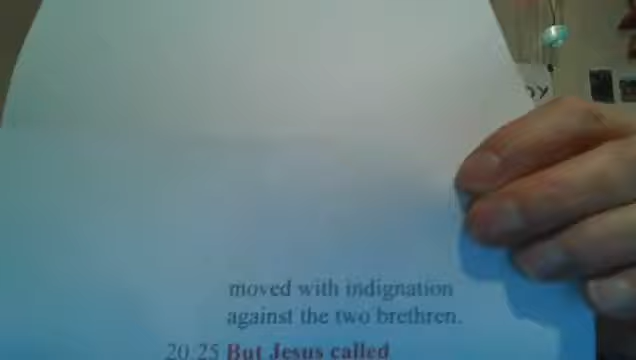 moved with indignation
against the two brethren.
20.25 But Jesus called